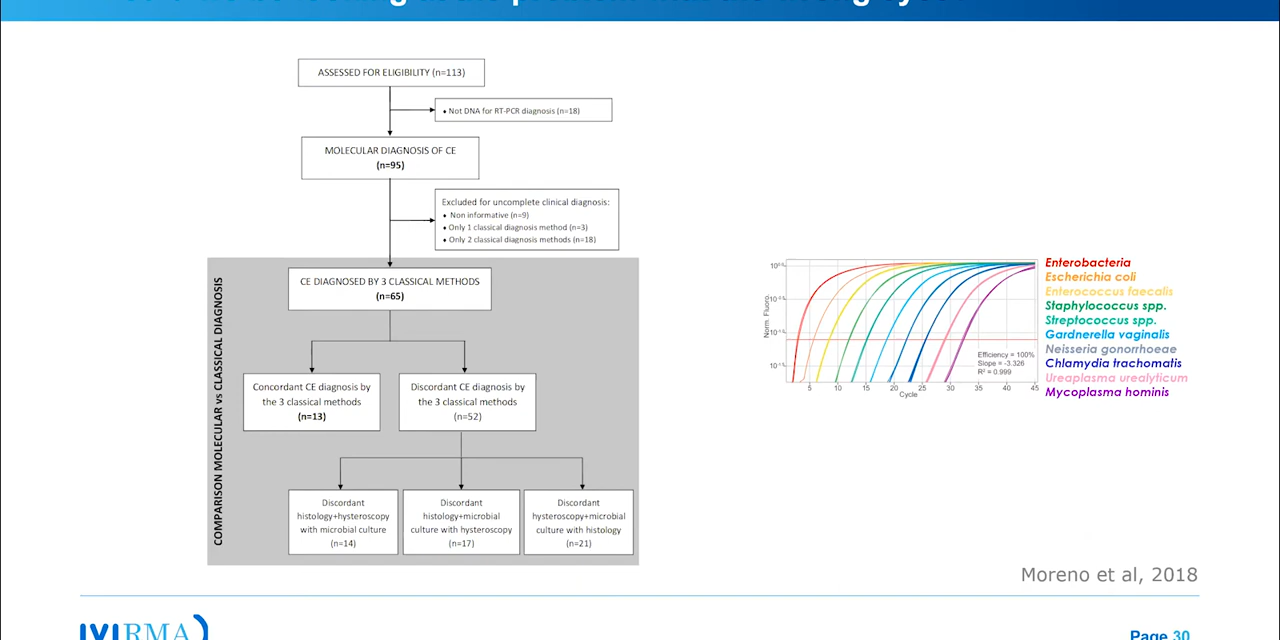 ASSESSED FOR ELIGIBILITY (n=113)
♦ Not DNA for RT-PCR diagnosis (n=18)
MOLECULAR DIAGNOSIS OF CE
(n=95)
Excluded for uncomplete clinical diagnosis:
♦ Non informative (n=9)
♦ Only 1 classical diagnosis method (n=3)
♦ Only 2 classical diagnosis methods (n=18)
COMPARISON MOLECULAR vs CLASSICAL DIAGNOSIS
CE DIAGNOSED BY 3 CLASSICAL METHODS
(n=65)
Concordant CE diagnosis by
the 3 classical methods
(n=13)
Discordant CE diagnosis by
the 3 classical methods
(n=52)
Discordant
histology+hysteroscopy
with microbial culture
(n=14)
Discordant
histology+microbial
culture with hysteroscopy
(n=17)
Discordant
hysteroscopy+microbial
culture with histology
(n=21)
Norm. Fluoro.
Efficiency = 100%
Slope = -3.326
R² = 0.999
5 10 15 20 25 30 35 40 45
Cycle
Enterobacteria
Escherichia coli
Enterococcus faecalis
Staphylococcus spp.
Streptococcus spp.
Gardnerella vaginalis
Neisseria gonorrhoeae
Chlamydia trachomatis
Ureaplasma urealyticum
Mycoplasma hominis
Moreno et al, 2018
IVIRMA
Page 30